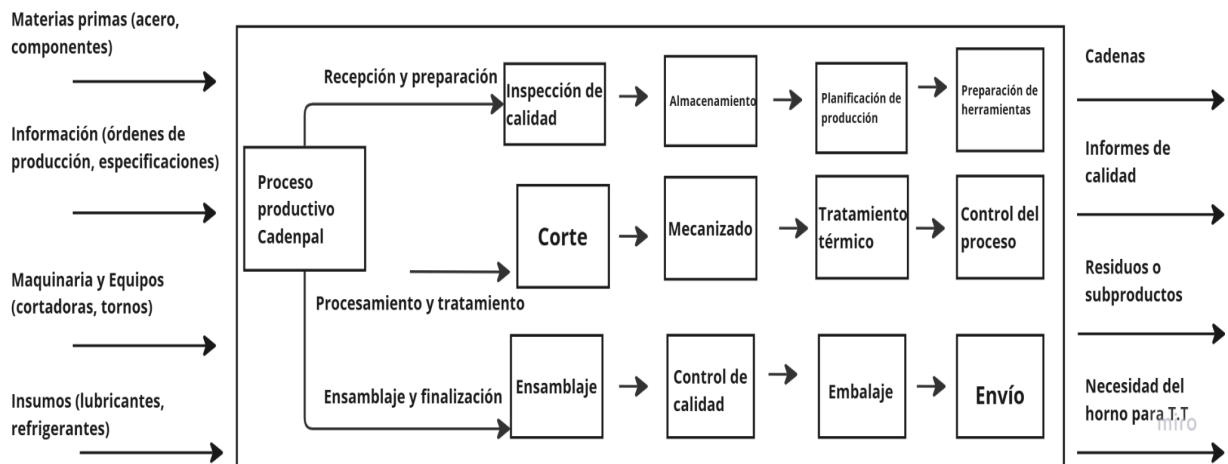 Materias primas (acero,
componentes)
Información (órdenes de
producción, especificaciones)
Maquinaria y Equipos
(cortadoras, tornos)
Insumos (lubricantes,
refrigerantes)
Proceso
productivo
Cadenpal
Recepción y preparación
Inspección de
calidad
Almacenamiento
Planificación de
producción
Preparación de
herramientas
Procesamiento y tratamiento
Corte
Mecanizado
Tratamiento
térmico
Control del
proceso
Ensamblaje y finalización
Ensamblaje
Control de
calidad
Embalaje
Envío
Cadenas
Informes de
calidad
Residuos o
subproductos
Necesidad del
horno para T.T
miro